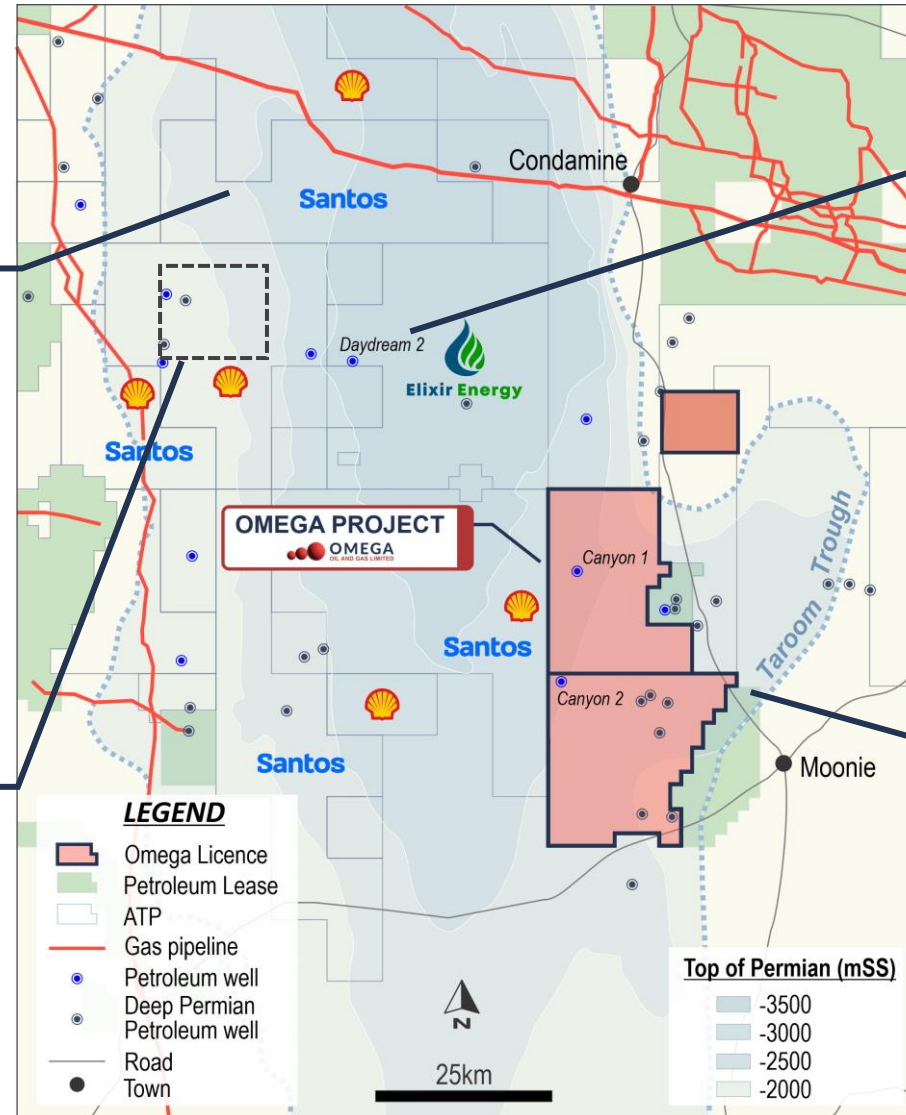 Condamine
Santos
Daydream 2
Elixir Energy
Santos
OMEGA PROJECT
OMEGA
OIL AND GAS LIMITED
Canyon 1
Taroom Trough
Santos
Canyon 2
Santos
Moonie
LEGEND
Omega Licence
Petroleum Lease
ATP
Gas pipeline
Petroleum well
Deep Permian
Petroleum well
Road
Town
N
25km
Top of Permian (mSS)
-3500
-3000
-2500
-2000